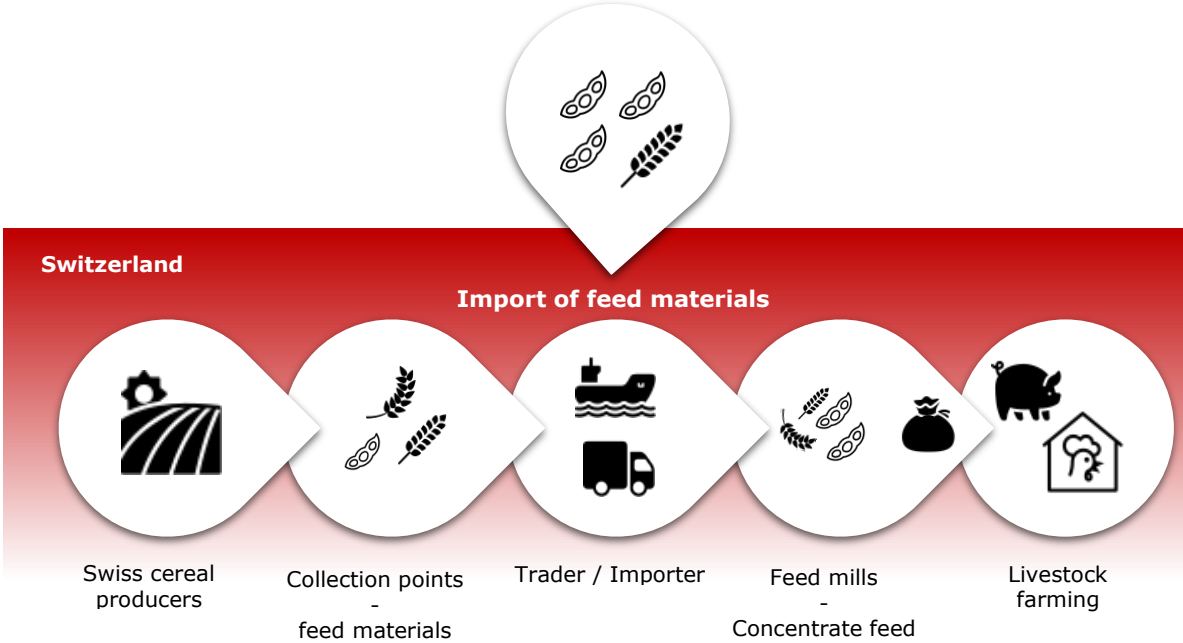 Switzerland
Import of feed materials
Swiss cereal
producers
Collection points
-
feed materials
Trader / Importer
Feed mills
-
Concentrate feed
Livestock
farming